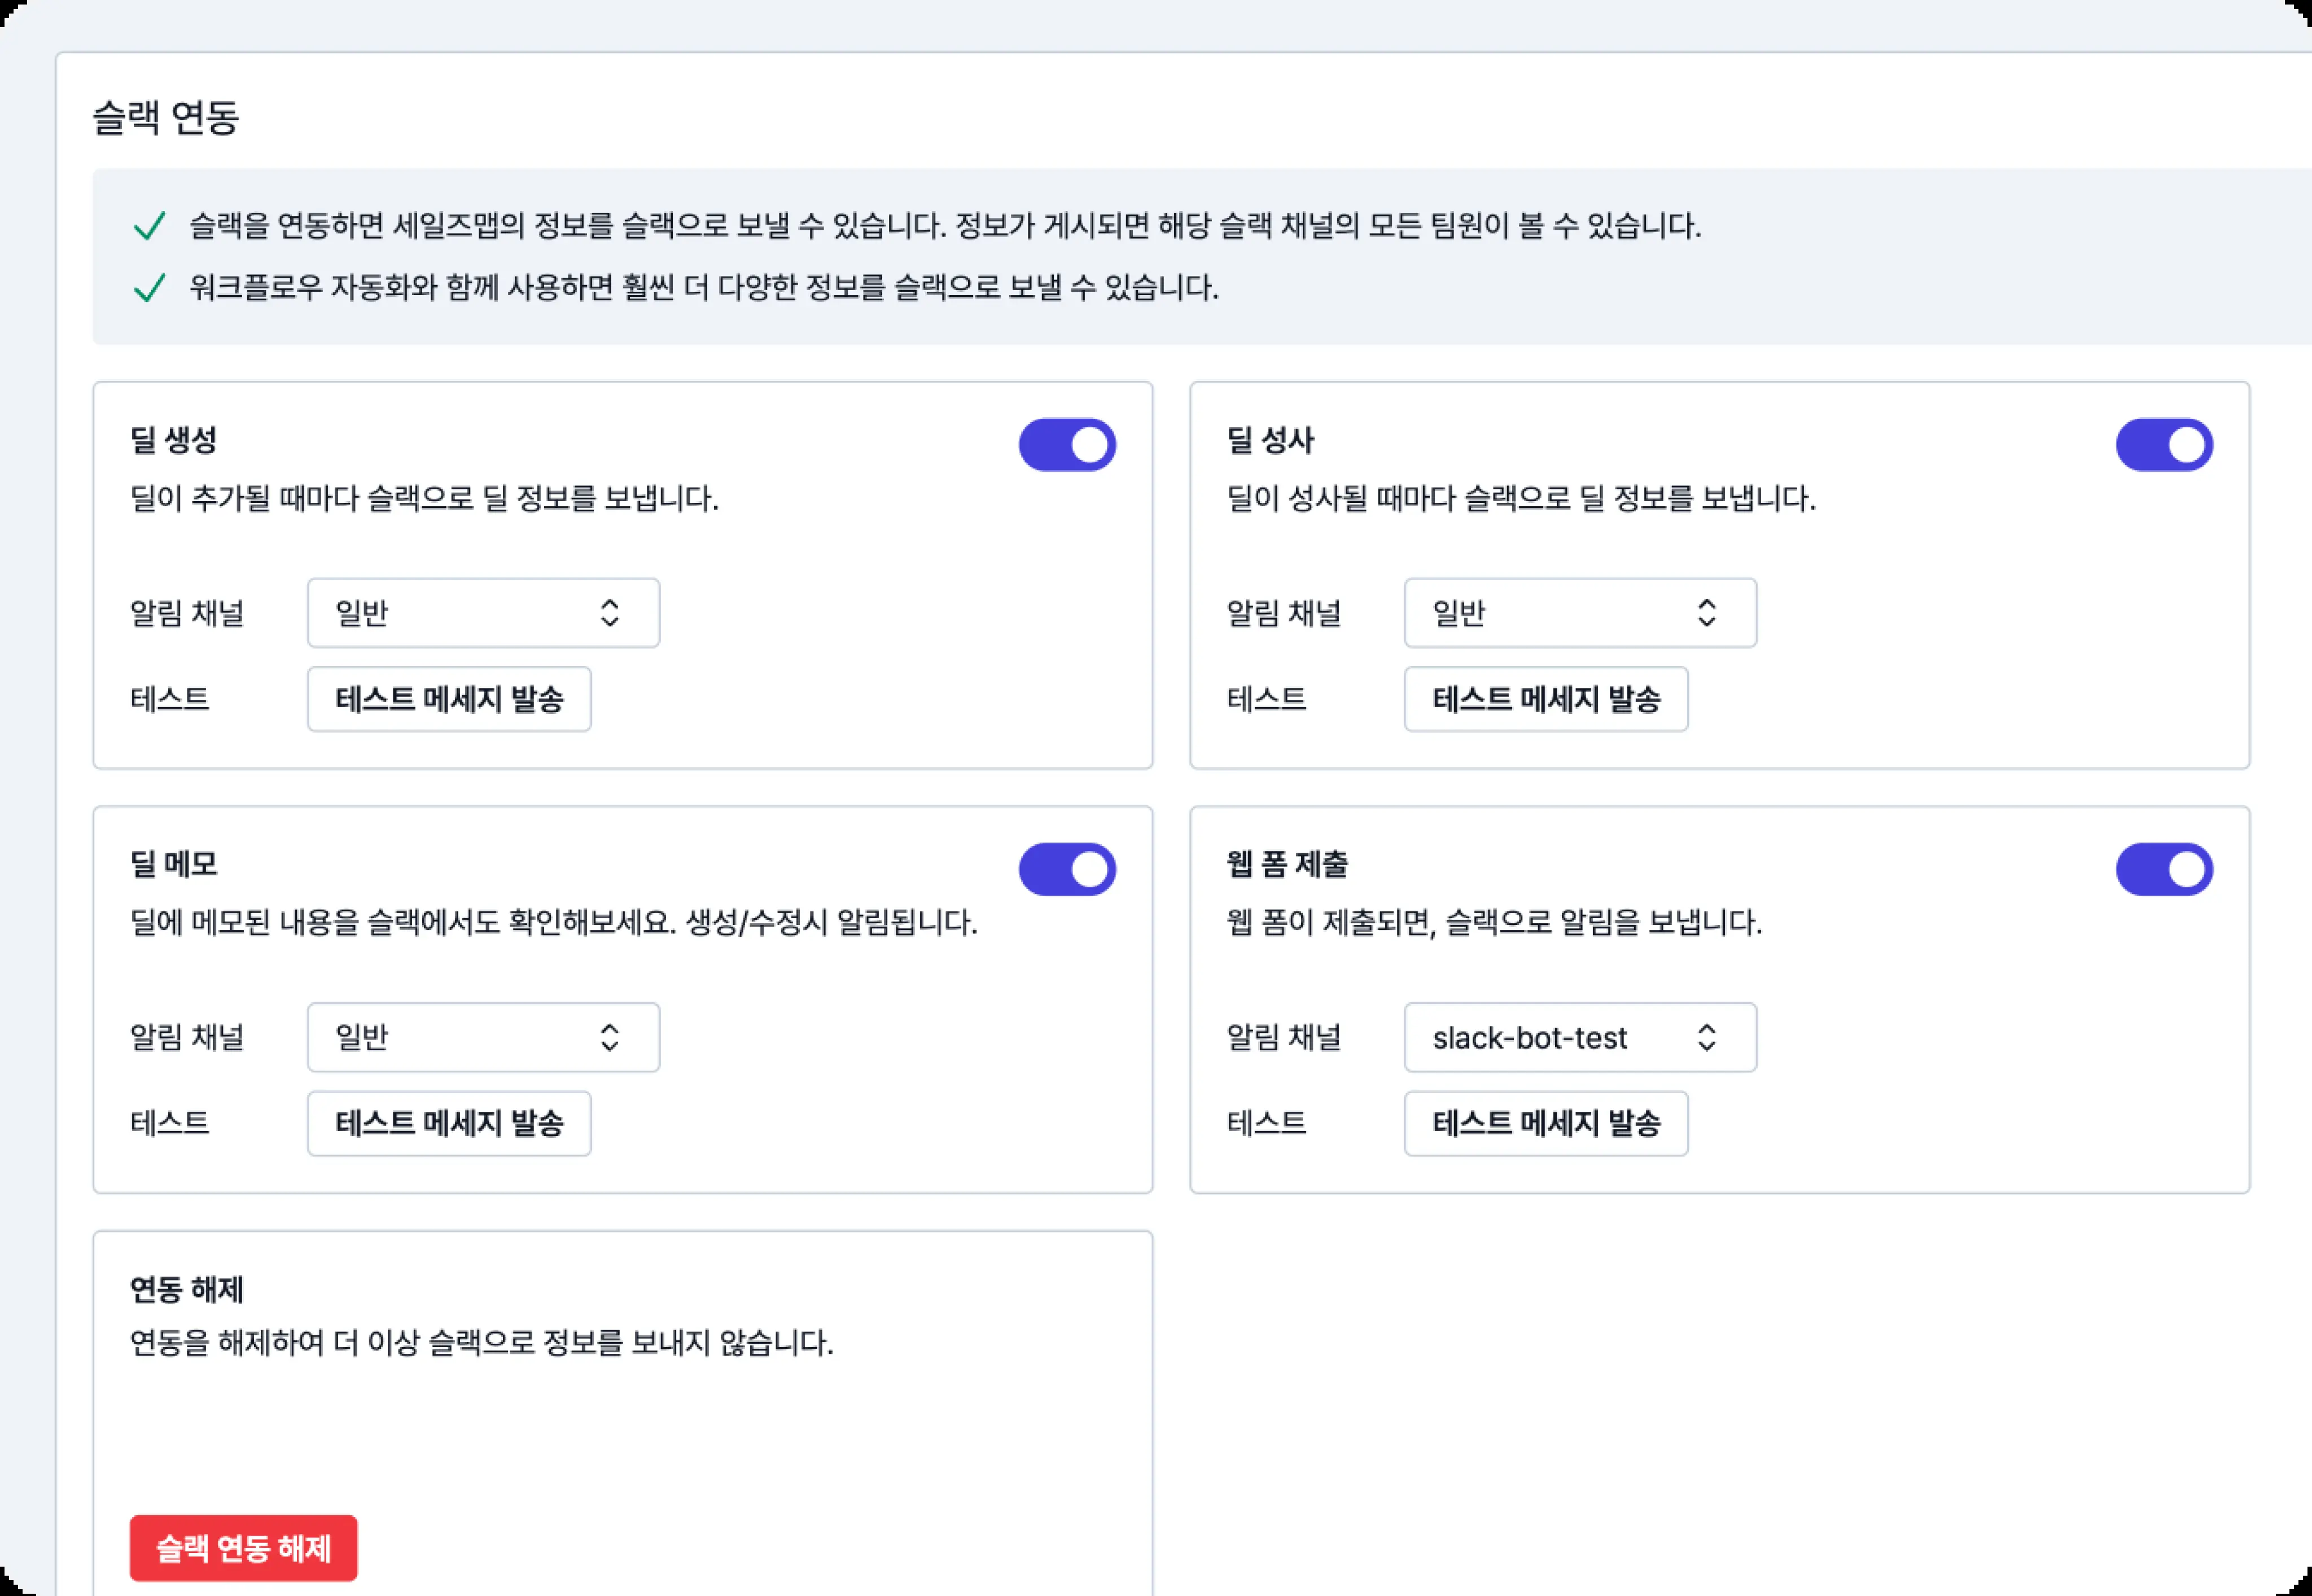 슬랙 연동
슬랙을 연동하면 세일즈맵의 정보를 슬랙으로 보낼 수 있습니다. 정보가 게시되면 해당 슬랙 채널의 모든 팀원이 볼 수 있습니다.
워크플로우 자동화와 함께 사용하면 훨씬 더 다양한 정보를 슬랙으로 보낼 수 있습니다.
딜 생성
딜이 추가될 때마다 슬랙으로 딜 정보를 보냅니다.
알림 채널
일반
테스트
테스트 메세지 발송
딜 성사
딜이 성사될 때마다 슬랙으로 딜 정보를 보냅니다.
알림 채널
일반
테스트
테스트 메세지 발송
딜 메모
딜에 메모된 내용을 슬랙에서도 확인해보세요. 생성/수정시 알림됩니다.
알림 채널
일반
테스트
테스트 메세지 발송
웹 폼 제출
웹 폼이 제출되면, 슬랙으로 알림을 보냅니다.
알림 채널
slack-bot-test
테스트
테스트 메세지 발송
연동 해제
연동을 해제하여 더 이상 슬랙으로 정보를 보내지 않습니다.
슬랙 연동 해제